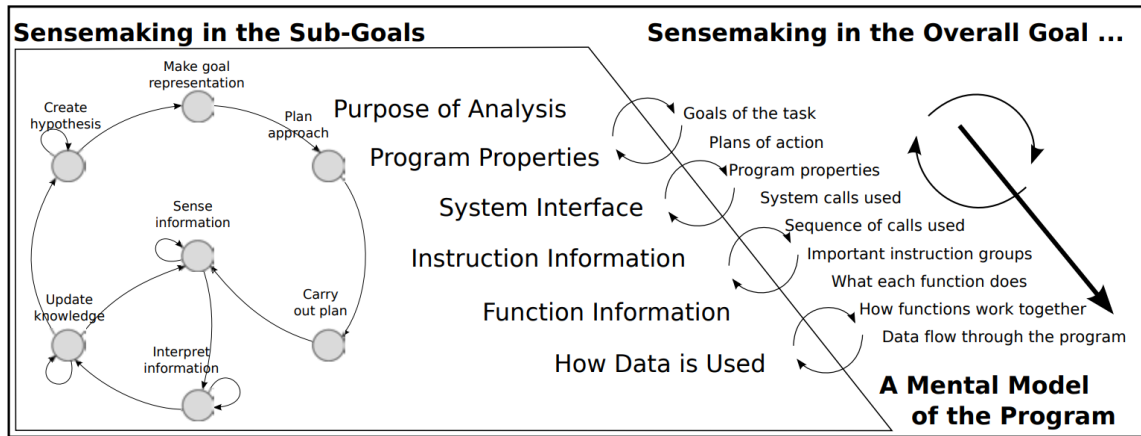 Sensemaking in the Sub-Goals
Sensemaking in the Overall Goal ...
Make goal
representation
Create
hypothesis
Plan
approach
Sense
information
Update
knowledge
Carry
out plan
Interpret
information
Purpose of Analysis
Program Properties
System Interface
Instruction Information
Function Information
How Data is Used
Goals of the task
Plans of action
Program properties
System calls used
Sequence of calls used
Important instruction groups
What each function does
How functions work together
Data flow through the program
A Mental Model
of the Program